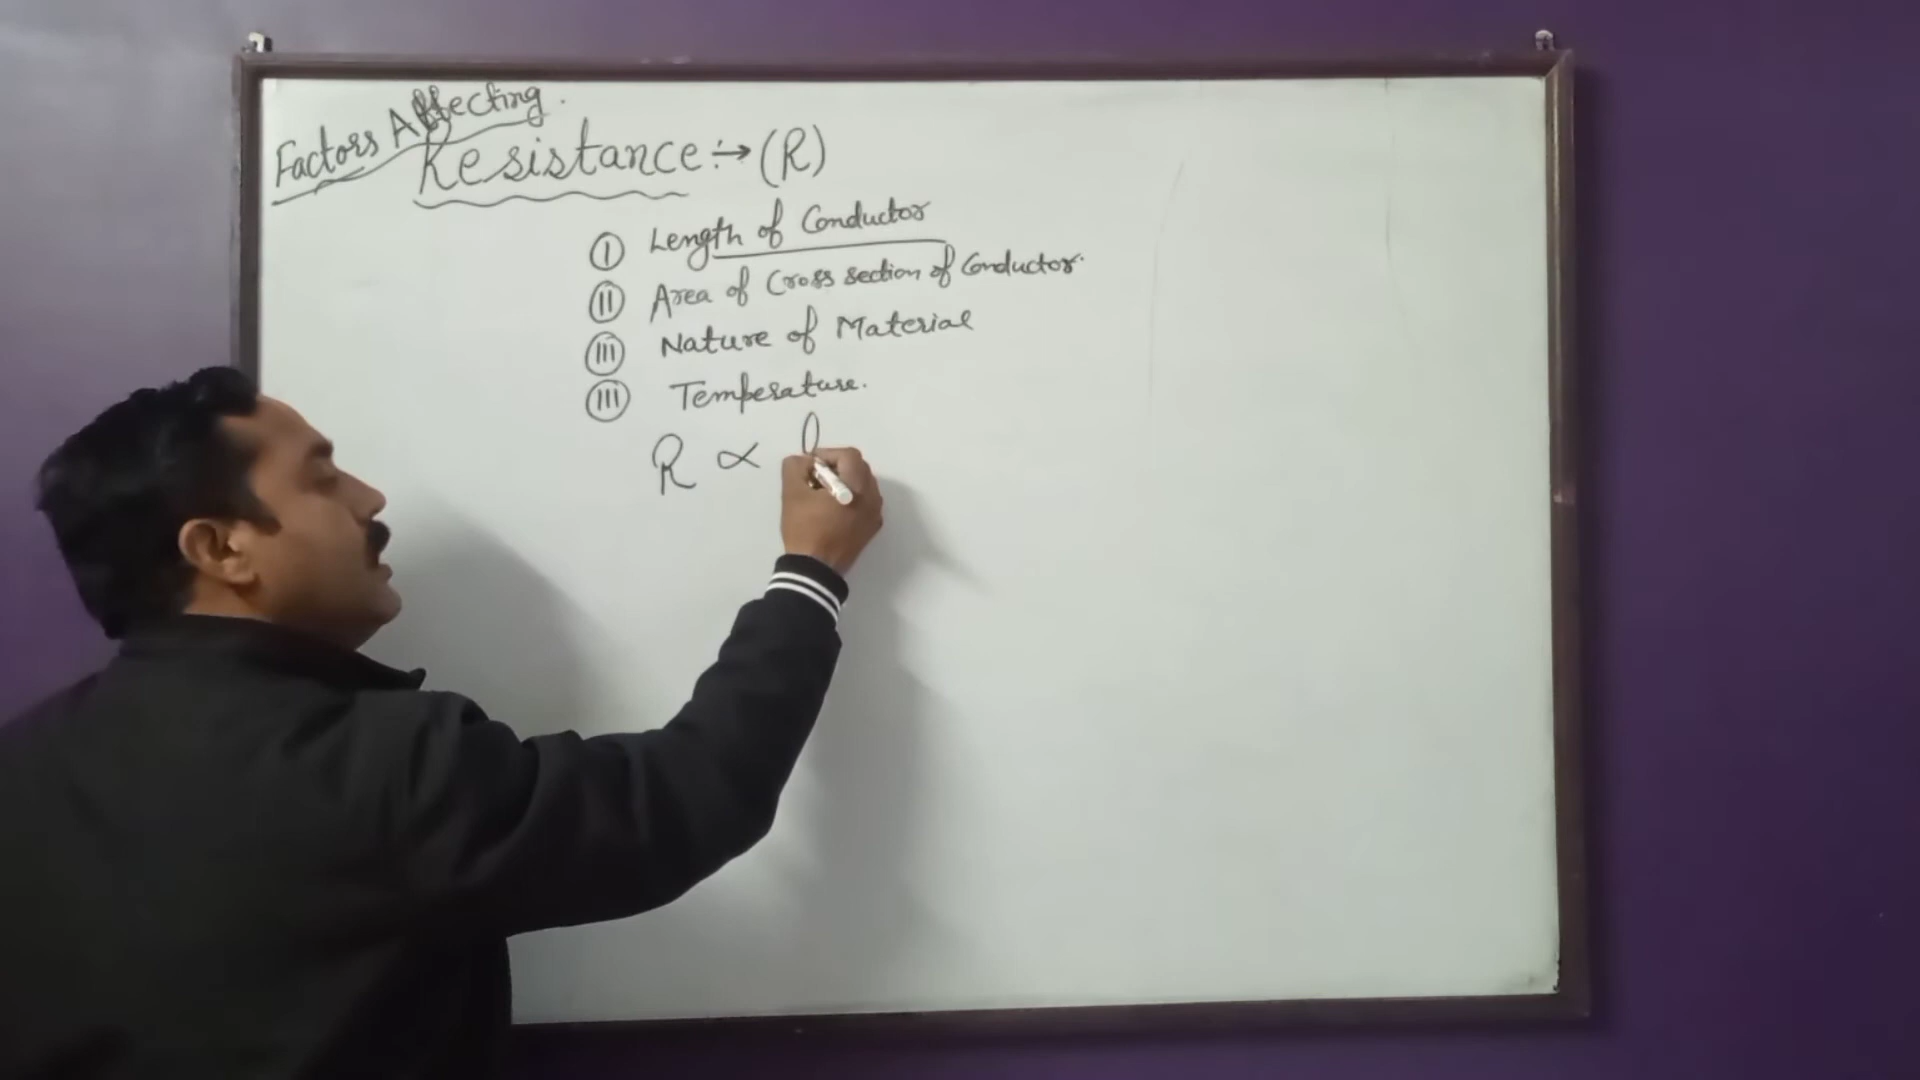 Factors Affecting.
Resistance :→ (R)
(I) Length of Conductor
(II) Area of Cross section of Conductor.
(III) Nature of Material
(III) Temperature.
R ∝ l